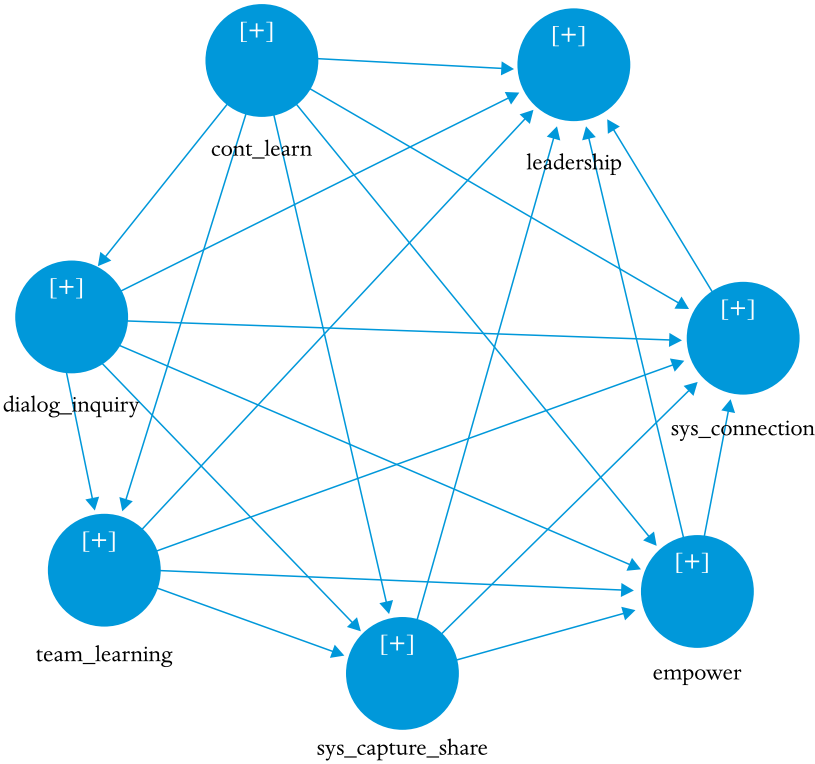 [+]
[+]
cont_learn
leadership
[+]
[+]
dialog_inquiry
sys_connection
[+]
[+]
team_learning
[+]
empower
sys_capture_share